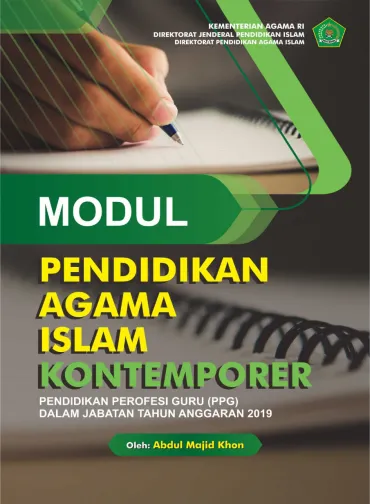 KEMENTERIAN AGAMA RI
DIREKTORAT JENDERAL PENDIDIKAN ISLAM
DIREKTORAT PENDIDIKAN AGAMA ISLAM
MODUL
PENDIDIKAN
AGAMA
ISLAM
KONTEMPORER
PENDIDIKAN PEROFESI GURU (PPG)
DALAM JABATAN TAHUN ANGGARAN 2019
Oleh: Abdul Majid Khon